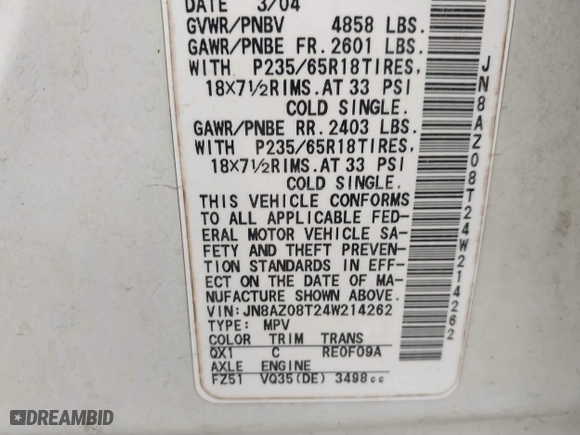 DATE 3/04
GVWR/PNBV 4858 LBS.
GAWR/PNBE FR. 2601 LBS.
WITH P235/65R18TIRES,
18X7½RIMS.AT 33 PSI
COLD SINGLE.
GAWR/PNBE RR. 2403 LBS.
WITH P235/65R18TIRES,
18X7½RIMS.AT 33 PSI
COLD SINGLE.
THIS VEHICLE CONFORMS
TO ALL APPLICABLE FED-
ERAL MOTOR VEHICLE SA-
FETY AND THEFT PREVEN-
TION STANDARDS IN EFF-
ECT ON THE DATE OF MA-
NUFACTURE SHOWN ABOVE.
VIN:JN8AZ08T24W214262
TYPE: MPV
COLOR TRIM TRANS
QX1 C RE0F09A
AXLE ENGINE
FZ51 VQ35(DE) 3498cc
JN8AZ08T24W214262
DREAMBID